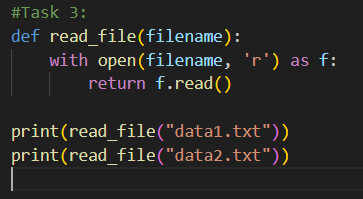 #Task 3:
def read_file(filename):
    with open(filename, 'r') as f:
        return f.read()

print(read_file("data1.txt"))
print(read_file("data2.txt"))